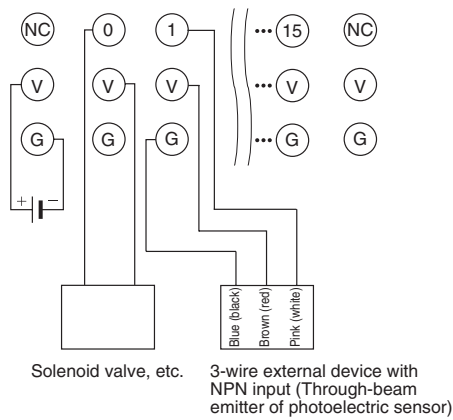 NC 0 1 ••• 15 NC
V V V ••• V V
G G G ••• G G
+ −
Blue (black)
Brown (red)
Pink (white)
Solenoid valve, etc.
3-wire external device with
NPN input (Through-beam
emitter of photoelectric sensor)